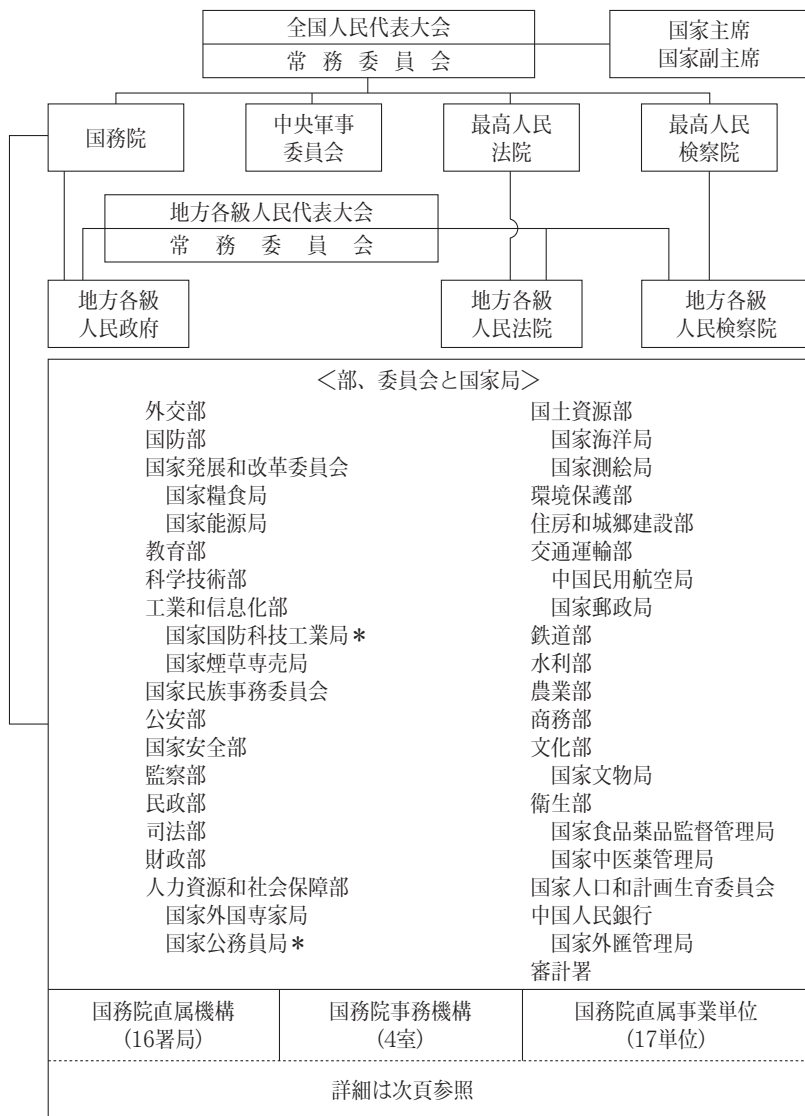 全国人民代表大会
常務委員会
国家主席
国家副主席
国務院
中央軍事
委員会
最高人民
法院
最高人民
検察院
地方各級人民代表大会
常務委員会
地方各級
人民政府
地方各級
人民法院
地方各級
人民検察院
＜部、委員会と国家局＞
外交部
国防部
国家発展和改革委員会
国家糧食局
国家能源局
教育部
科学技術部
工業和信息化部
国家国防科技工業局＊
国家煙草専売局
国家民族事務委員会
公安部
国家安全部
監察部
民政部
司法部
財政部
人力資源和社会保障部
国家外国専家局
国家公務員局＊
国土資源部
国家海洋局
国家測絵局
環境保護部
住房和城郷建設部
交通運輸部
中国民用航空局
国家郵政局
鉄道部
水利部
農業部
商務部
文化部
国家文物局
衛生部
国家食品薬品監督管理局
国家中医薬管理局
国家人口和計画生育委員会
中国人民銀行
国家外匯管理局
審計署
国務院直属機構
(16署局)
国務院事務機構
(4室)
国務院直属事業単位
(17単位)
詳細は次頁参照